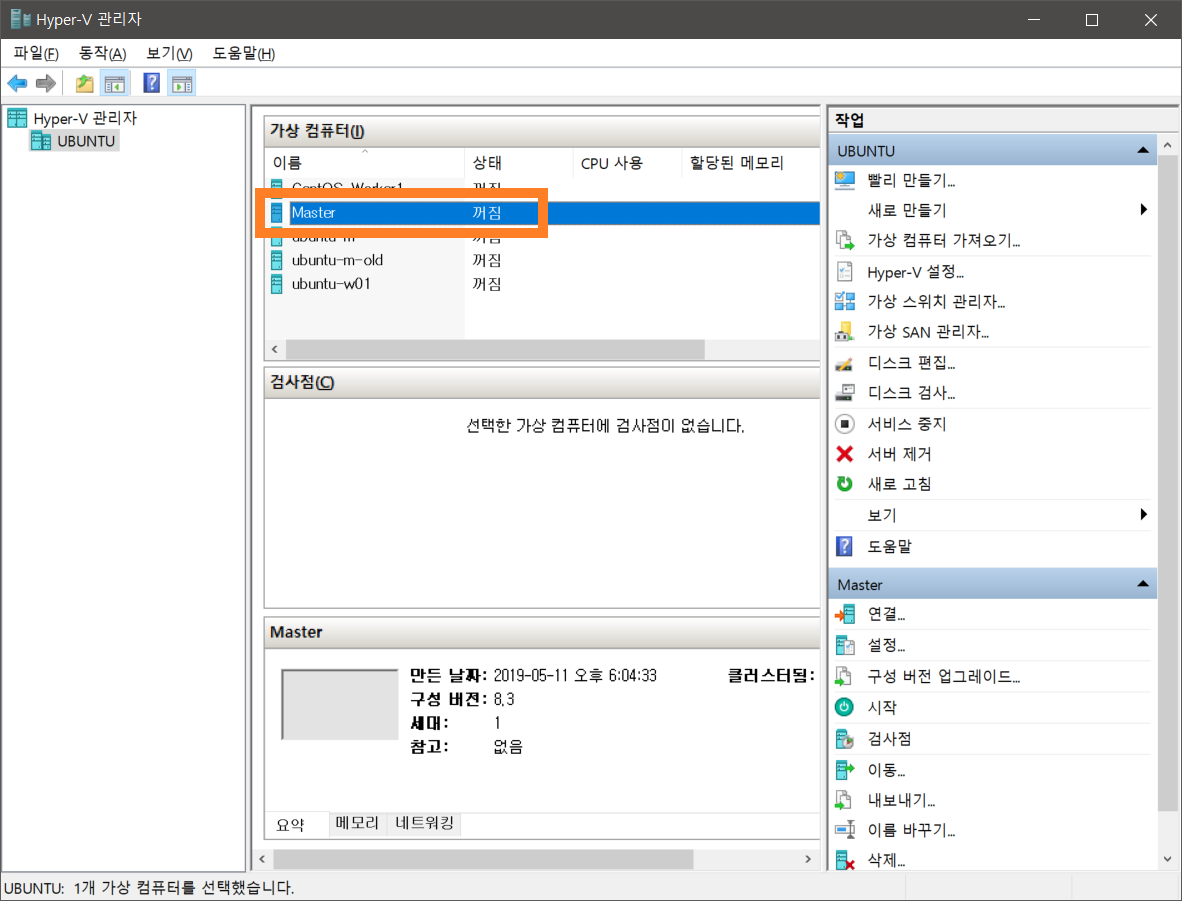 Hyper-V 관리자
파일(F) 동작(A) 보기(V) 도움말(H)
Hyper-V 관리자
UBUNTU
가상 컴퓨터(I)
이름 상태 CPU 사용 할당된 메모리
CentOS_Worker1 꺼짐
Master 꺼짐
ubuntu-m 꺼짐
ubuntu-m-old 꺼짐
ubuntu-w01 꺼짐
검사점(C)
선택한 가상 컴퓨터에 검사점이 없습니다.
Master
만든 날짜: 2019-05-11 오후 6:04:33 클러스터됨:
구성 버전: 8.3
세대: 1
참고: 없음
요약 메모리 네트워킹
작업
UBUNTU
빨리 만들기...
새로 만들기
가상 컴퓨터 가져오기...
Hyper-V 설정...
가상 스위치 관리자...
가상 SAN 관리자...
디스크 편집...
디스크 검사...
서비스 중지
서버 제거
새로 고침
보기
도움말
Master
연결...
설정...
구성 버전 업그레이드...
시작
검사점
이동...
내보내기...
이름 바꾸기...
삭제...
UBUNTU: 1개 가상 컴퓨터를 선택했습니다.